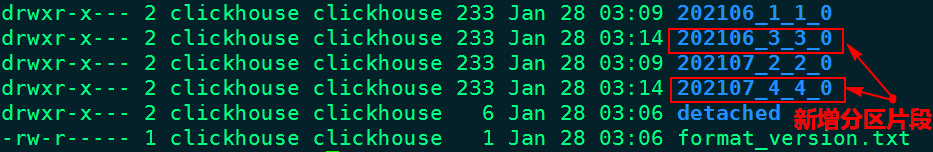 drwxr-x--- 2 clickhouse clickhouse 233 Jan 28 03:09 202106_1_1_0
drwxr-x--- 2 clickhouse clickhouse 233 Jan 28 03:14 202106_3_3_0
drwxr-x--- 2 clickhouse clickhouse 233 Jan 28 03:09 202107_2_2_0
drwxr-x--- 2 clickhouse clickhouse 233 Jan 28 03:14 202107_4_4_0
drwxr-x--- 2 clickhouse clickhouse 6 Jan 28 03:06 detached
新增分区片段
-rw-r----- 1 clickhouse clickhouse 1 Jan 28 03:06 format_version.txt